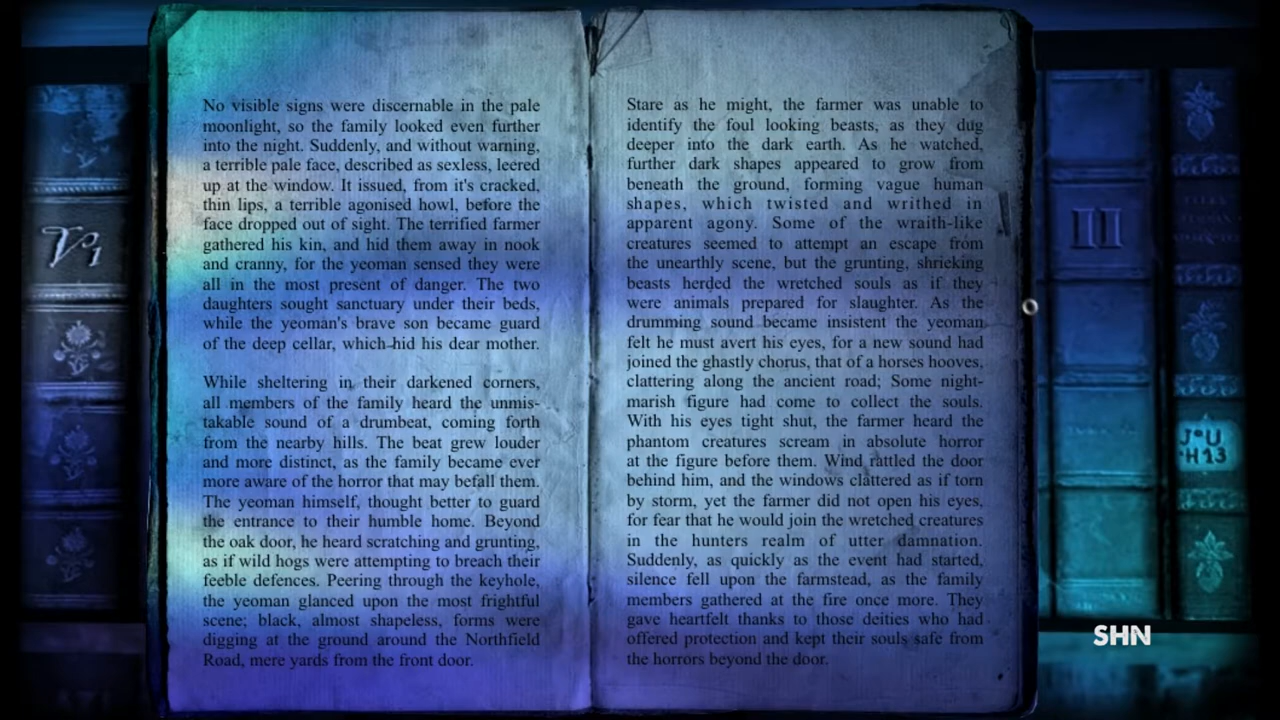 No visible signs were discernable in the pale
moonlight, so the family looked even further
into the night. Suddenly, and without warning,
a terrible pale face, described as sexless, leered
up at the window. It issued, from it's cracked,
thin lips, a terrible agonised howl, before the
face dropped out of sight. The terrified farmer
gathered his kin, and hid them away in nook
and cranny, for the yeoman sensed they were
all in the most present of danger. The two
daughters sought sanctuary under their beds,
while the yeoman's brave son became guard
of the deep cellar, which hid his dear mother.
While sheltering in their darkened corners,
all members of the family heard the unmis-
takable sound of a drumbeat, coming forth
from the nearby hills. The beat grew louder
and more distinct, as the family became ever
more aware of the horror that may befall them.
The yeoman himself, thought better to guard
the entrance to their humble home. Beyond
the oak door, he heard scratching and grunting,
as if wild hogs were attempting to breach their
feeble defences. Peering through the keyhole,
the yeoman glanced upon the most frightful
scene; black, almost shapeless, forms were
digging at the ground around the Northfield
Road, mere yards from the front door.
Stare as he might, the farmer was unable to
identify the foul looking beasts, as they dug
deeper into the dark earth. As he watched,
further dark shapes appeared to grow from
beneath the ground, forming vague human
shapes, which twisted and writhed in
apparent agony. Some of the wraith-like
creatures seemed to attempt an escape from
the unearthly scene, but the grunting, shrieking
beasts herded the wretched souls as if they
were animals prepared for slaughter. As the
drumming sound became insistent the yeoman
felt he must avert his eyes, for a new sound had
joined the ghastly chorus, that of a horses hooves,
clattering along the ancient road; Some night-
marish figure had come to collect the souls.
With his eyes tight shut, the farmer heard the
phantom creatures scream in absolute horror
at the figure before them. Wind rattled the door
behind him, and the windows clattered as if torn
by storm, yet the farmer did not open his eyes,
for fear that he would join the wretched creatures
in the hunters realm of utter damnation.
Suddenly, as quickly as the event had started,
silence fell upon the farmstead, as the family
members gathered at the fire once more. They
gave heartfelt thanks to those deities who had
offered protection and kept their souls safe from
the horrors beyond the door.
II
J•U
•H13
SHN